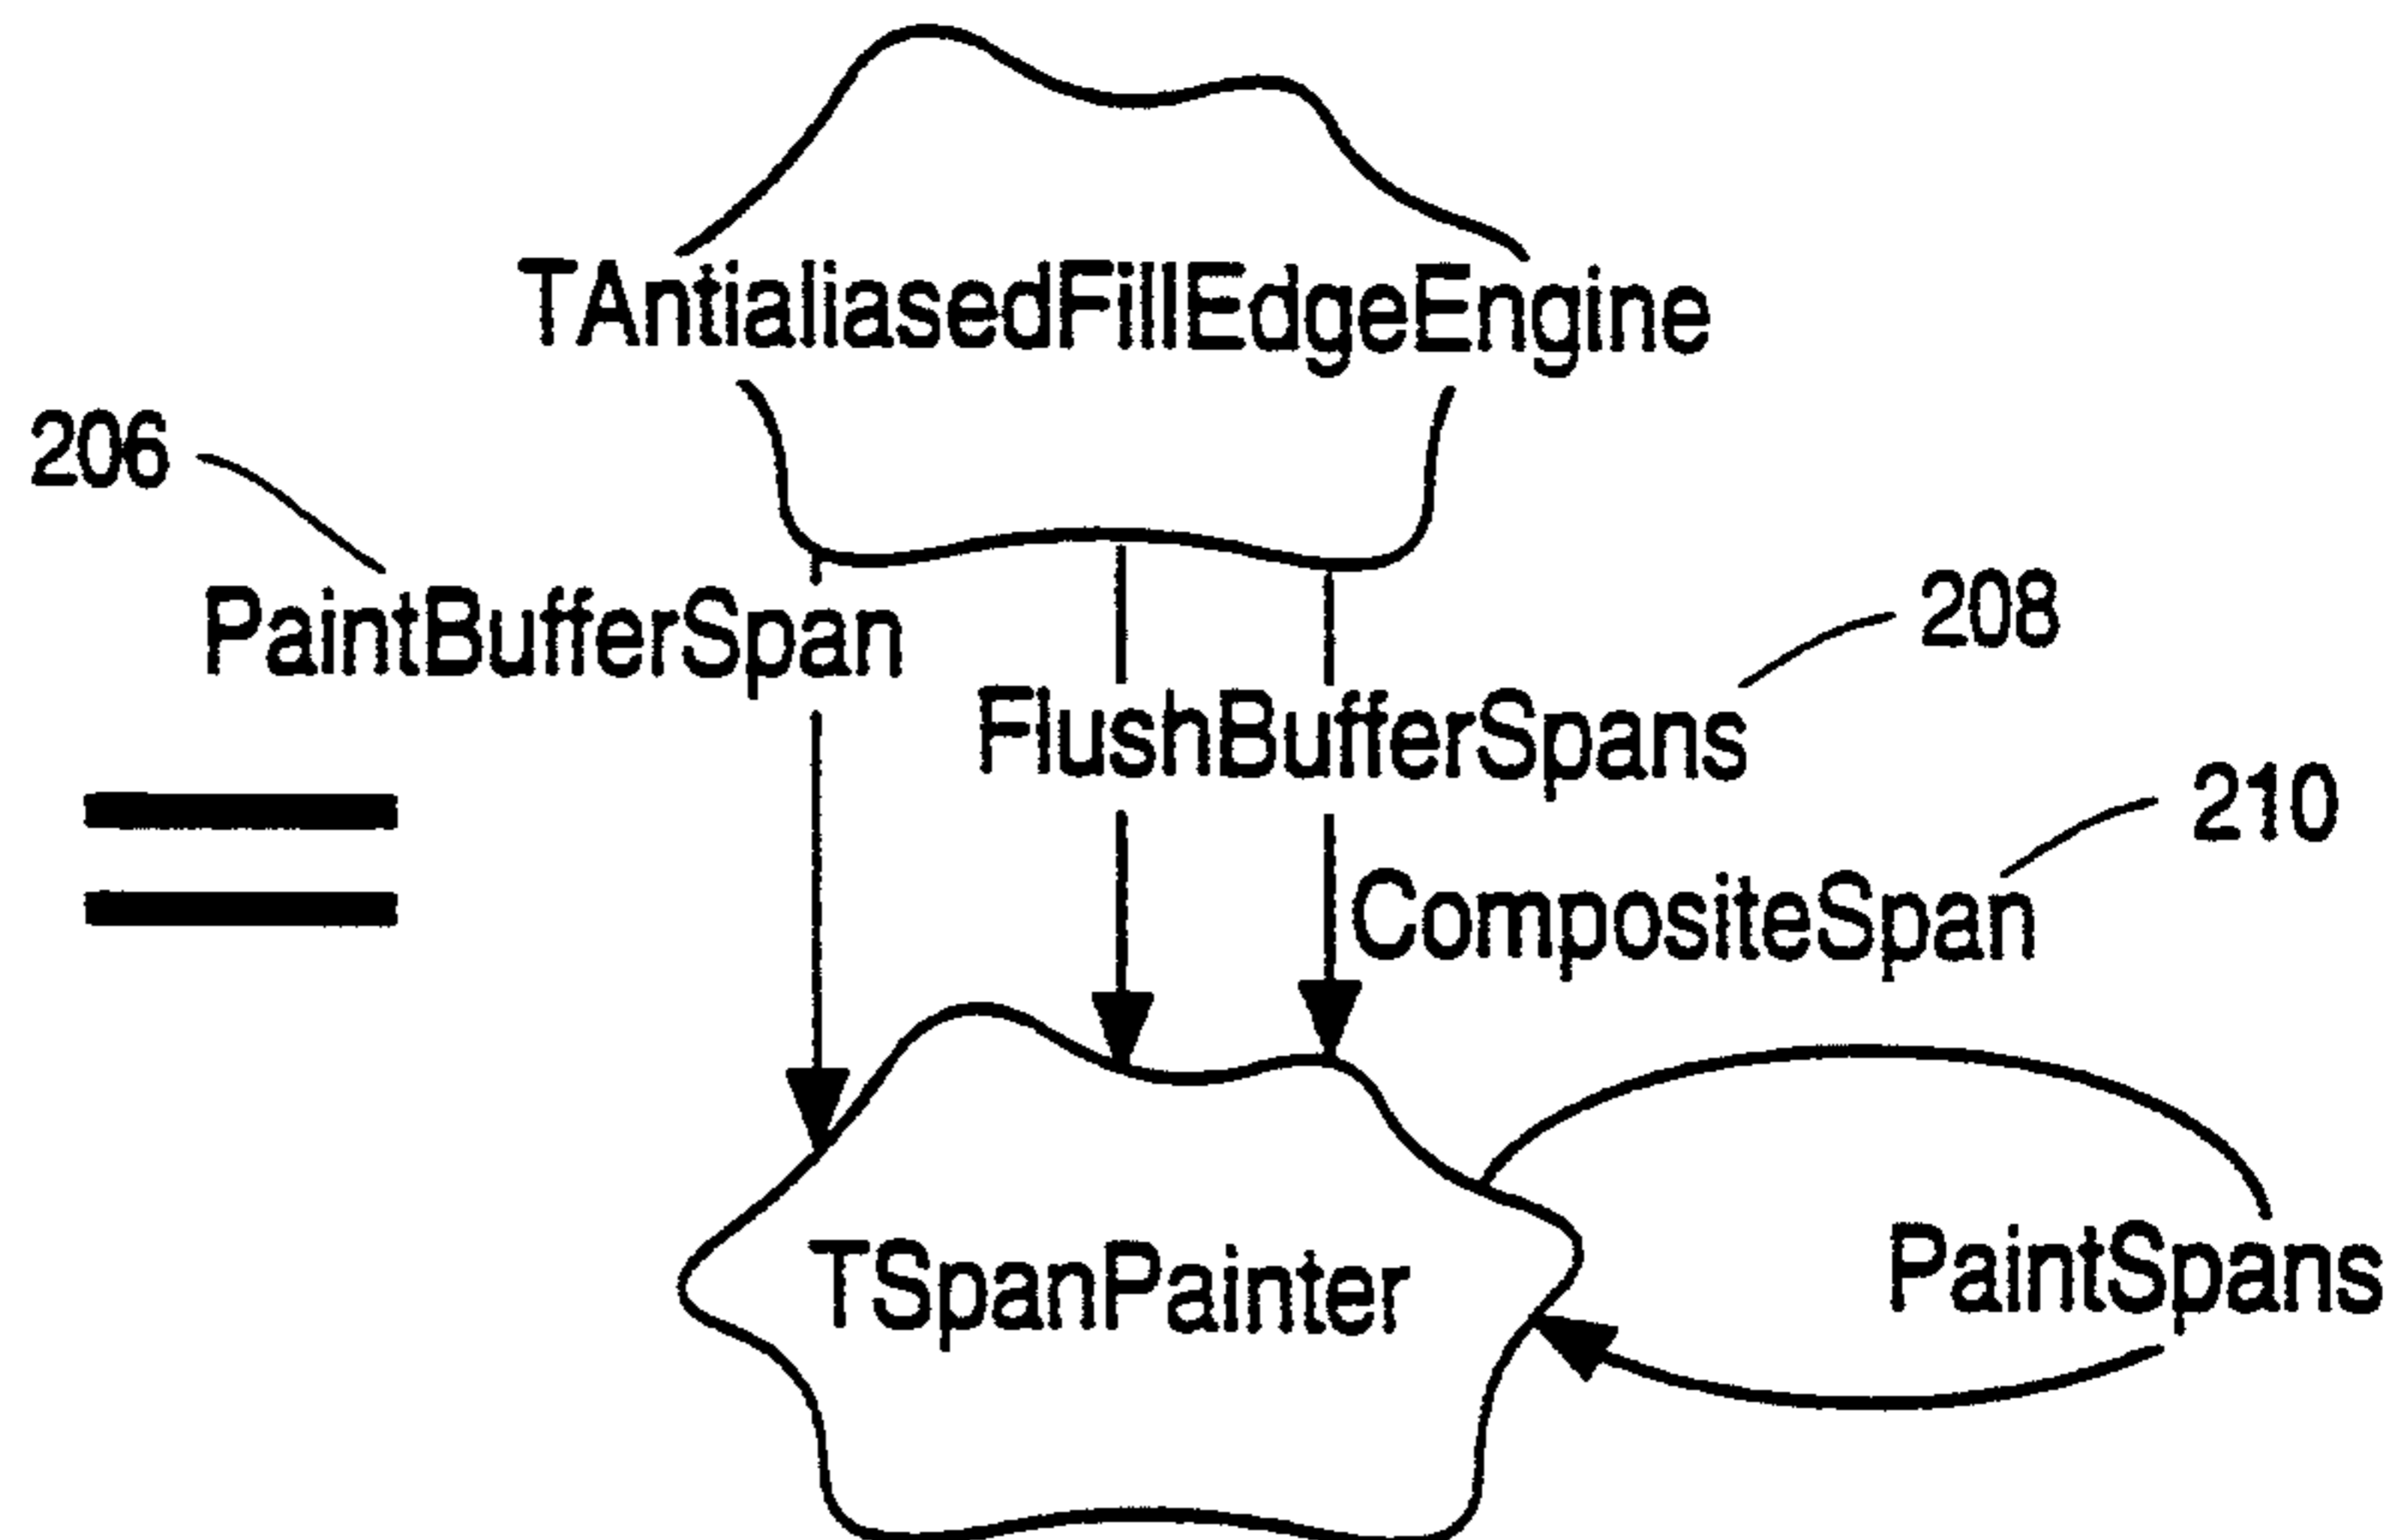 TAntialiasedFillEdgeEngine
206
PaintBufferSpan
208
FlushBufferSpans
210
CompositeSpan
TSpanPainter
PaintSpans